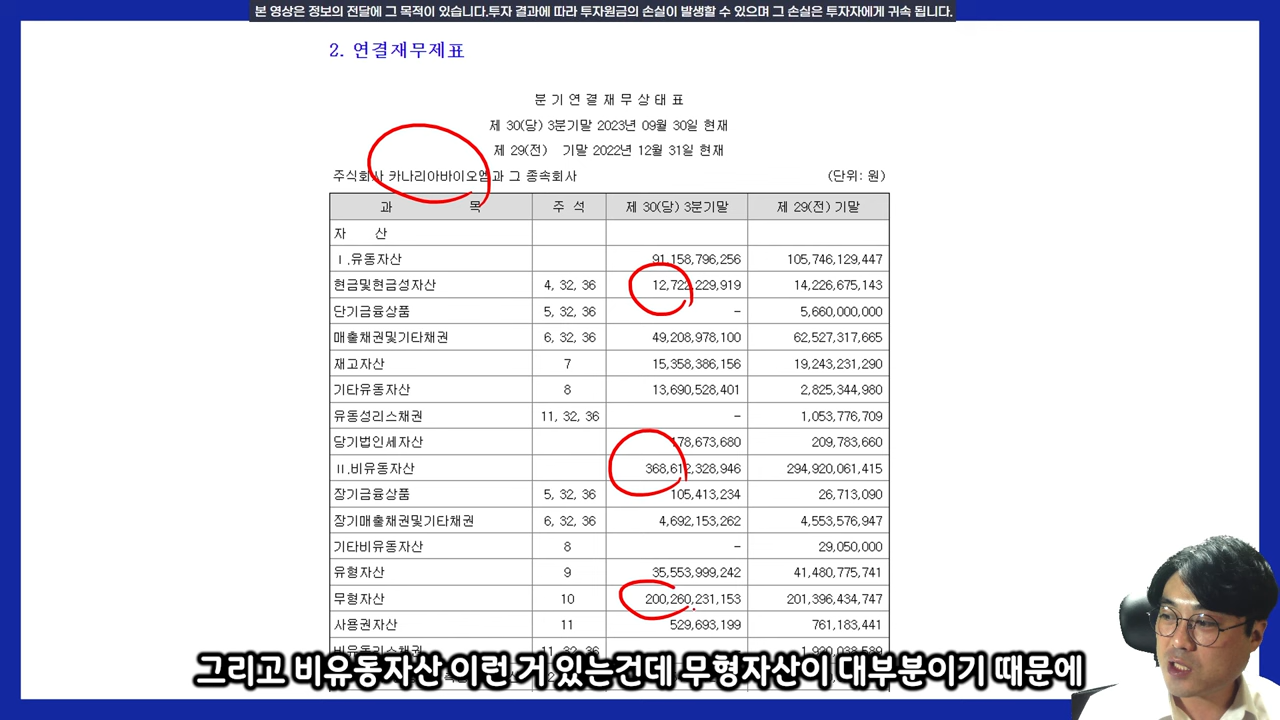 본 영상은 정보의 전달에 그 목적이 있습니다.투자 결과에 따라 투자원금의 손실이 발생할 수 있으며 그 손실은 투자자에게 귀속 됩니다.
2. 연결재무제표
분 기 연 결 재 무 상 태 표
제 30(당) 3분기말 2023년 09월 30일 현재
제 29(전) 기말 2022년 12월 31일 현재
주식회사 카나리아바이오엠과 그 종속회사 (단위: 원)
과 목 주 석 제 30(당) 3분기말 제 29(전) 기말
자 산
Ⅰ.유동자산 91,158,796,256 105,746,129,447
현금및현금성자산 4, 32, 36 12,722,229,919 14,226,675,143
단기금융상품 5, 32, 36 - 5,660,000,000
매출채권및기타채권 6, 32, 36 49,208,978,100 62,527,317,665
재고자산 7 15,358,386,156 19,243,231,290
기타유동자산 8 13,690,528,401 2,825,344,980
유동성리스채권 11, 32, 36 - 1,053,776,709
당기법인세자산 178,673,680 209,783,660
Ⅱ.비유동자산 368,612,328,946 294,920,061,415
장기금융상품 5, 32, 36 105,413,234 26,713,090
장기매출채권및기타채권 6, 32, 36 4,692,153,262 4,553,576,947
기타비유동자산 8 - 29,050,000
유형자산 9 35,553,999,242 41,480,775,741
무형자산 10 200,260,231,153 201,396,434,747
사용권자산 11 529,693,199 761,183,441
비유동리스채권 11, 32, 36
그리고 비유동자산 이런 거 있는건데 무형자산이 대부분이기 때문에